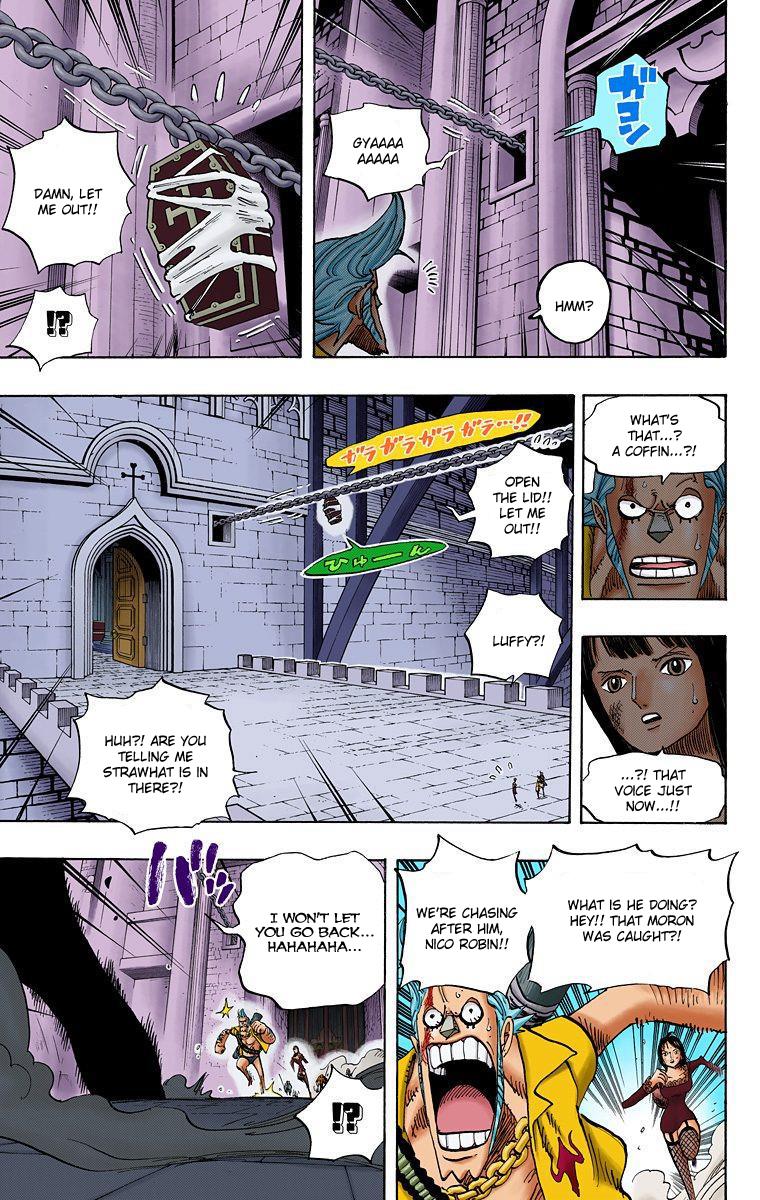 ガコン
GYAAAA
AAAAA
HMM?
DAMN, LET
ME OUT!!
!?
WHAT'S
THAT...?
A COFFIN...?!
...?! THAT
VOICE JUST
NOW...!!
ガラガラガラガラ…!!
OPEN
THE LID!!
LET ME
OUT!!
ひゅーん
LUFFY?!
HUH?! ARE YOU
TELLING ME
STRAWHAT IS IN
THERE?!
WHAT IS HE DOING?
HEY!! THAT MORON
WAS CAUGHT?!
WE'RE CHASING
AFTER HIM,
NICO ROBIN!!
バッ
I WON'T LET
YOU GO BACK...
HAHAHAHA...
!?